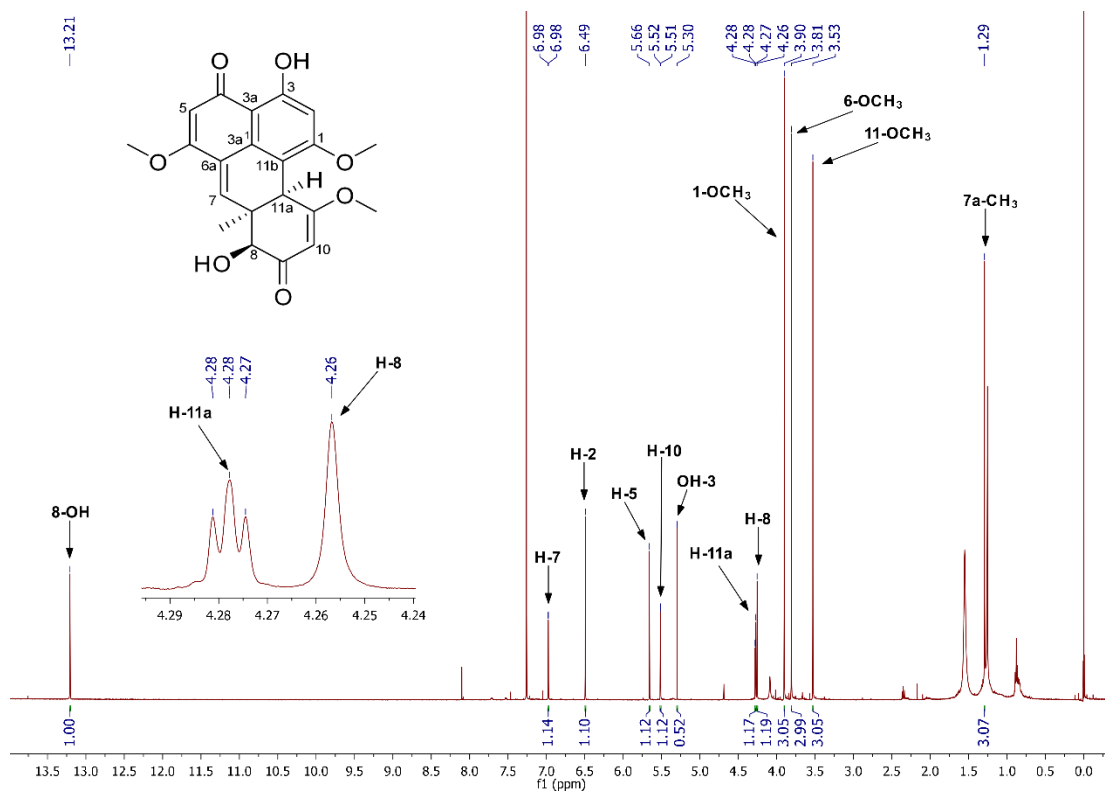 13.21
6.98
6.98
6.49
5.66
5.52
5.51
5.30
4.28
4.28
4.27
4.26
3.90
3.81
3.53
1.29
O
OH
3
5
3a
3a
1
1
O
6a
11b
O
H
7
11a
O
8
10
HO
O
6-OCH3
11-OCH3
1-OCH3
7a-CH3
4.28
4.28
4.27
4.26
H-8
H-11a
4.29 4.28 4.27 4.26 4.25 4.24
8-OH
H-7
H-2
H-5
H-10
OH-3
H-11a
H-8
1.00
1.14
1.10
1.12
1.12
0.52
1.17
1.19
3.05
2.99
3.05
3.07
13.5 13.0 12.5 12.0 11.5 11.0 10.5 10.0 9.5 9.0 8.5 8.0 7.5 7.0 6.5 6.0 5.5 5.0 4.5 4.0 3.5 3.0 2.5 2.0 1.5 1.0 0.5 0.0
f1 (ppm)